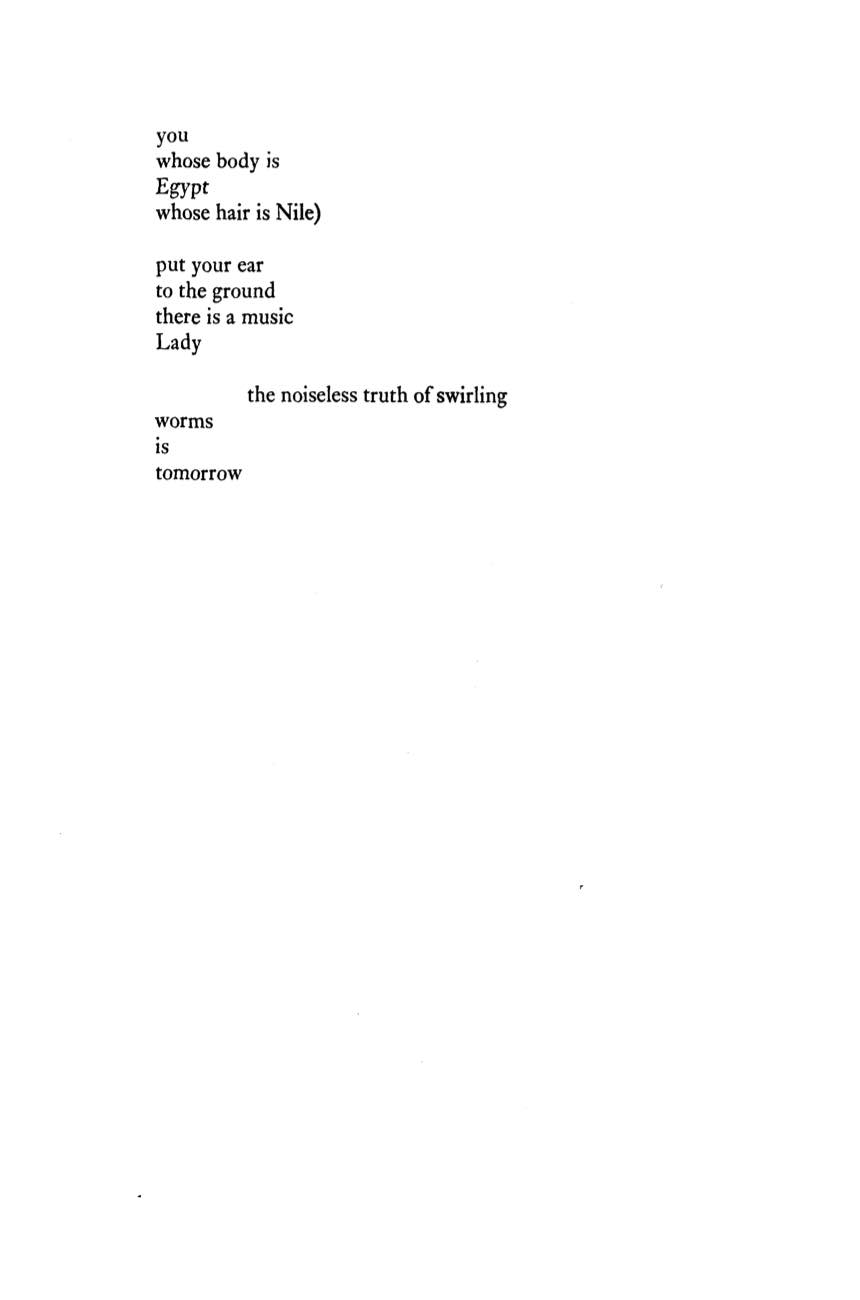 you
whose body is
Egypt
whose hair is Nile)

put your ear
to the ground
there is a music
Lady

the noiseless truth of swirling
worms
is
tomorrow